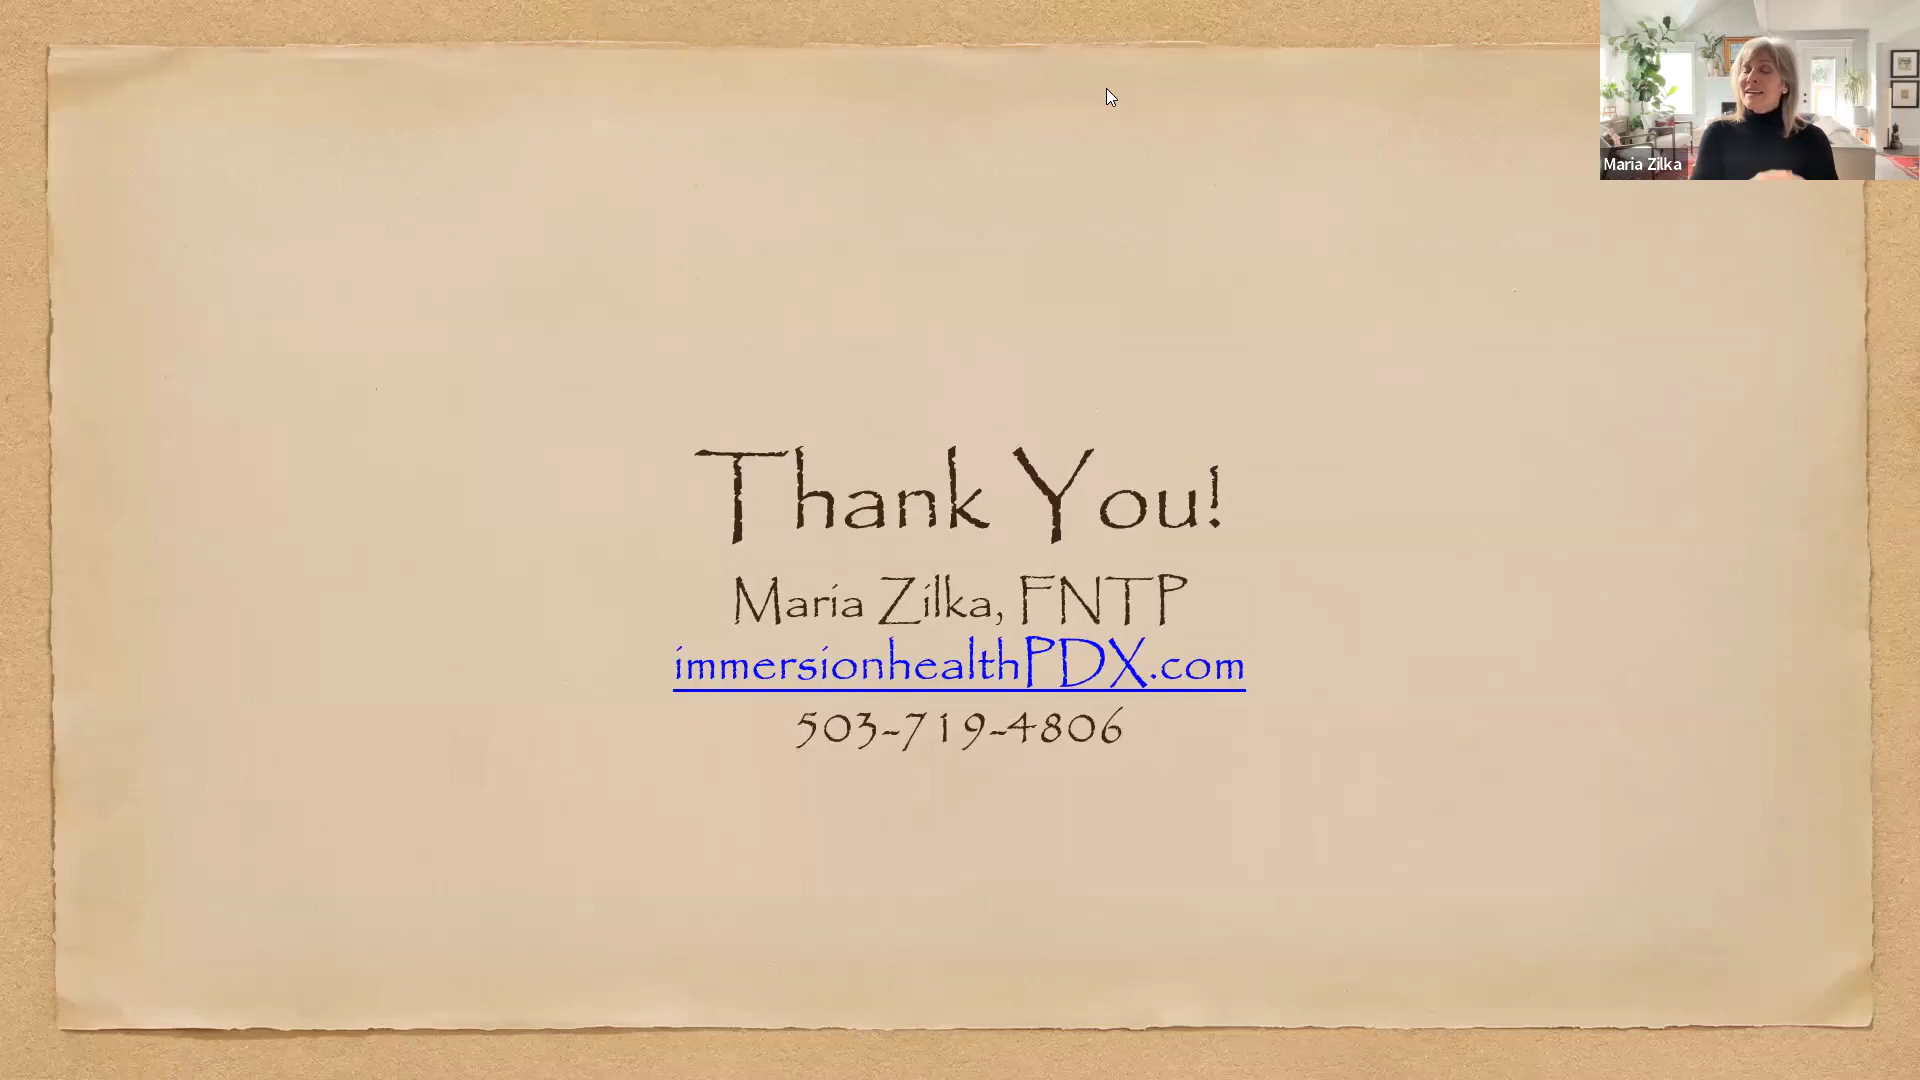 Maria Zilka
Thank You!
Maria Zilka, FNTP
immersionhealthPDX.com
503-719-4806